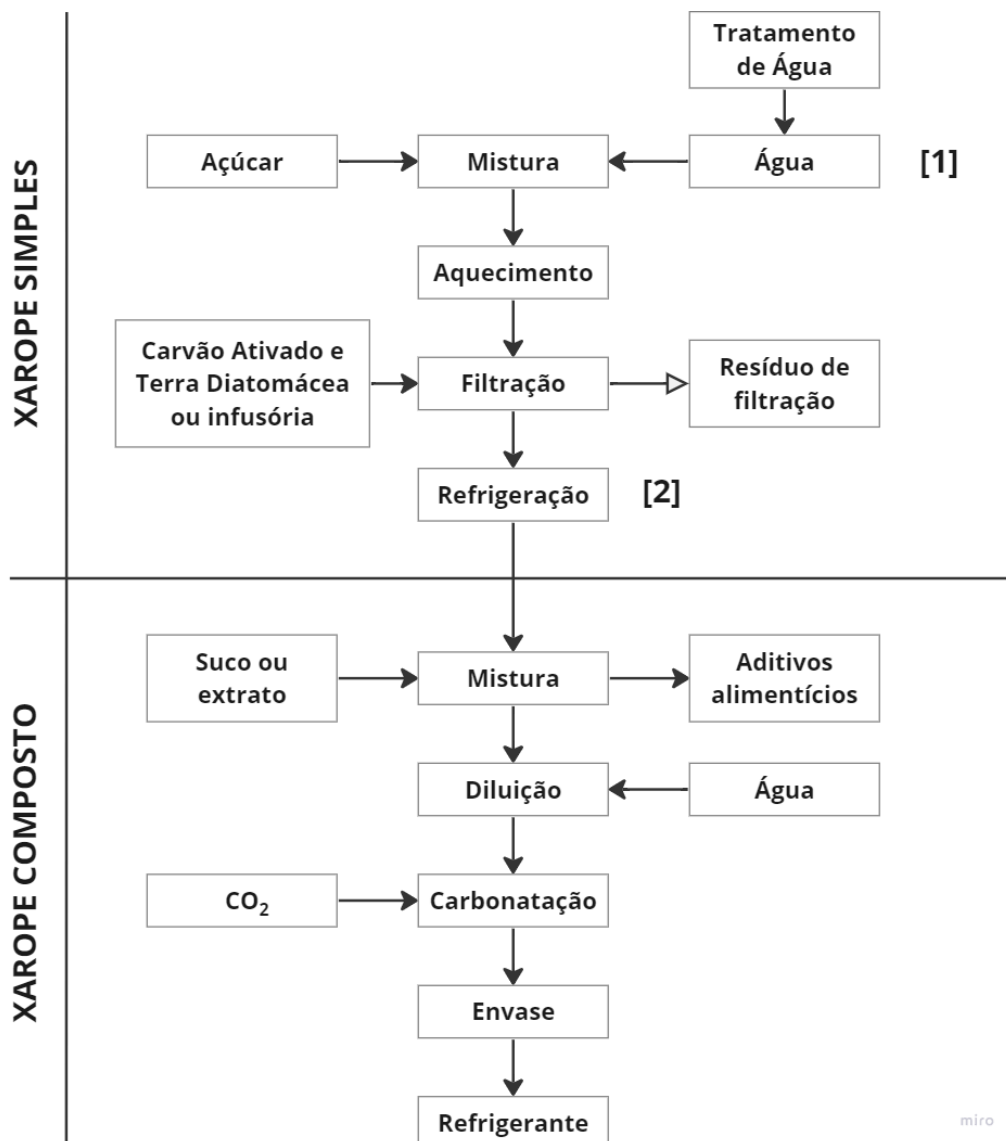 XAROPE SIMPLES
Tratamento
de Água
Açúcar
Mistura
Água
[1]
Aquecimento
Carvão Ativado e
Terra Diatomácea
ou infusória
Filtração
Resíduo de
filtração
Refrigeração
[2]
XAROPE COMPOSTO
Suco ou
extrato
Mistura
Aditivos
alimentícios
Diluição
Água
CO₂
Carbonatação
Envase
Refrigerante
miro